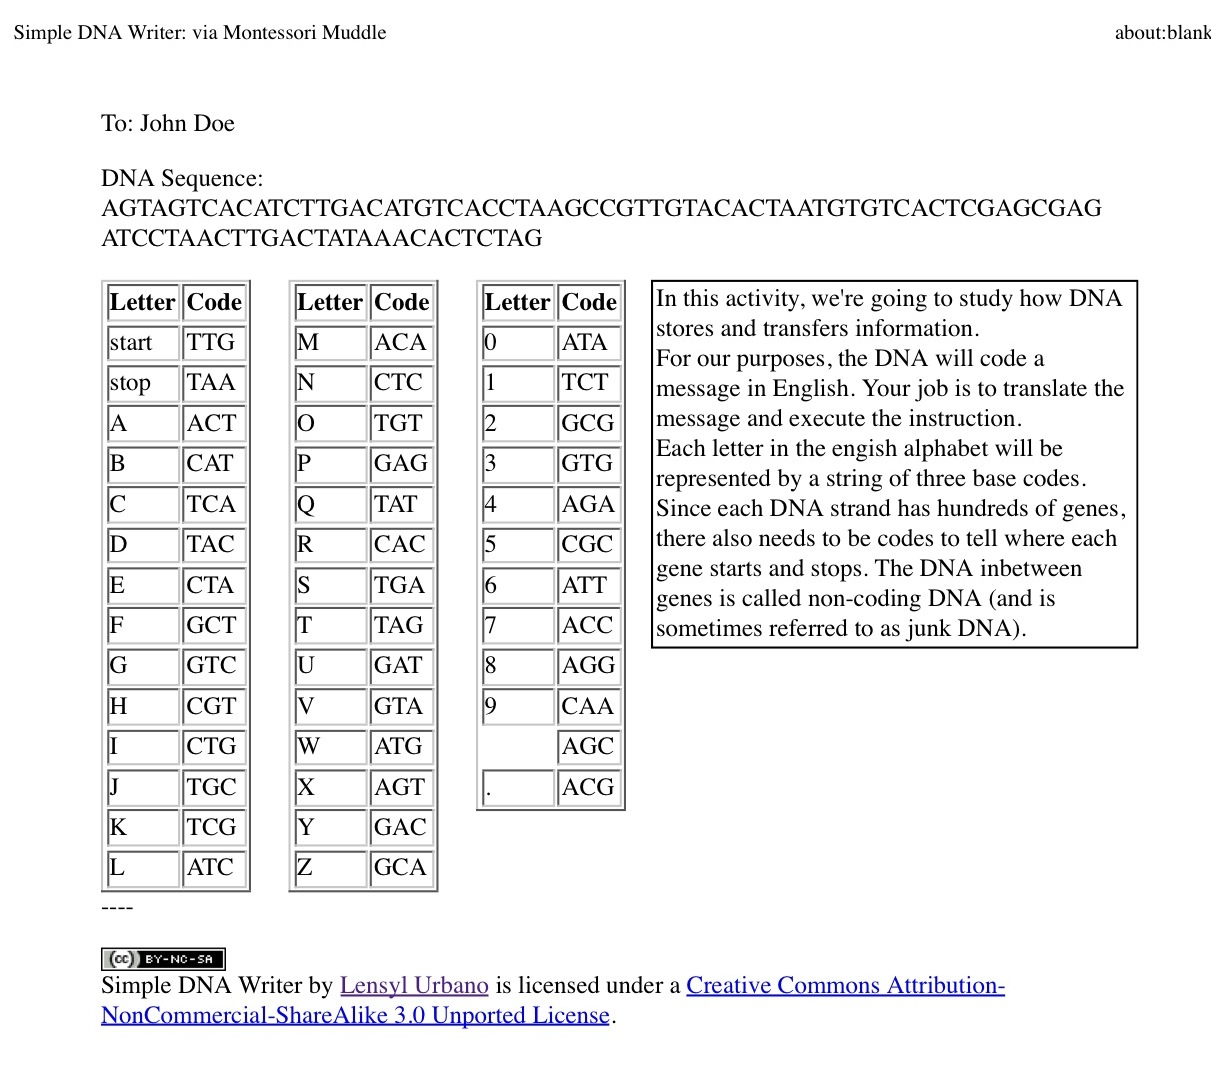 Simple DNA Writer: via Montessori Muddle about:blank
To: John Doe
DNA Sequence:
AGTAGTCACATCTTGACATGTCACCTAAGCCGTTGTACACTAATGTGTCACTCGAGCGAG
ATCCTAACTTGACTATAAACACTCTAG
Letter Code
start TTG
stop TAA
A ACT
B CAT
C TCA
D TAC
E CTA
F GCT
G GTC
H CGT
I CTG
J TGC
K TCG
L ATC
Letter Code
M ACA
N CTC
O TGT
P GAG
Q TAT
R CAC
S TGA
T TAG
U GAT
V GTA
W ATG
X AGT
Y GAC
Z GCA
Letter Code
0 ATA
1 TCT
2 GCG
3 GTG
4 AGA
5 CGC
6 ATT
7 ACC
8 AGG
9 CAA
AGC
. ACG
In this activity, we're going to study how DNA
stores and transfers information.
For our purposes, the DNA will code a
message in English. Your job is to translate the
message and execute the instruction.
Each letter in the engish alphabet will be
represented by a string of three base codes.
Since each DNA strand has hundreds of genes,
there also needs to be codes to tell where each
gene starts and stops. The DNA inbetween
genes is called non-coding DNA (and is
sometimes referred to as junk DNA).
----
(cc) BY-NC-SA
Simple DNA Writer by Lensyl Urbano is licensed under a Creative Commons Attribution-
NonCommercial-ShareAlike 3.0 Unported License.